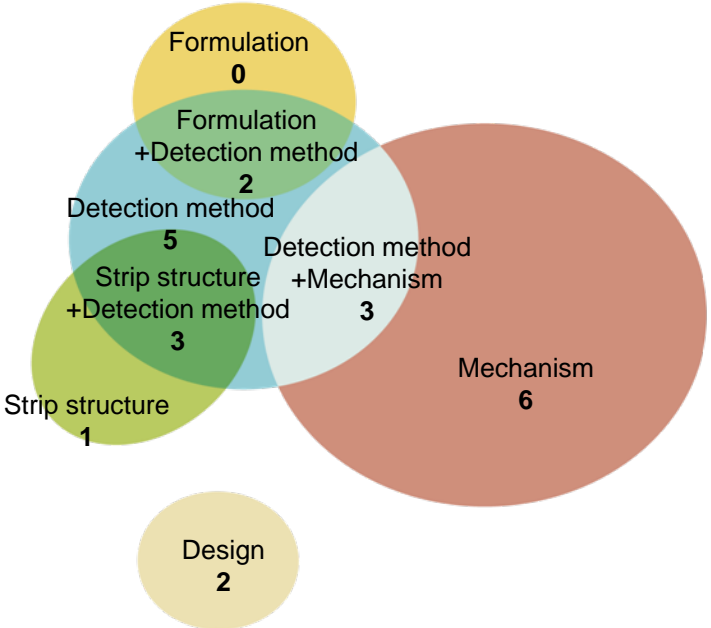 Formulation
0
Formulation
+Detection method
2
Detection method
5
Detection method
+Mechanism
3
Strip structure
+Detection method
3
Mechanism
6
Strip structure
1
Design
2